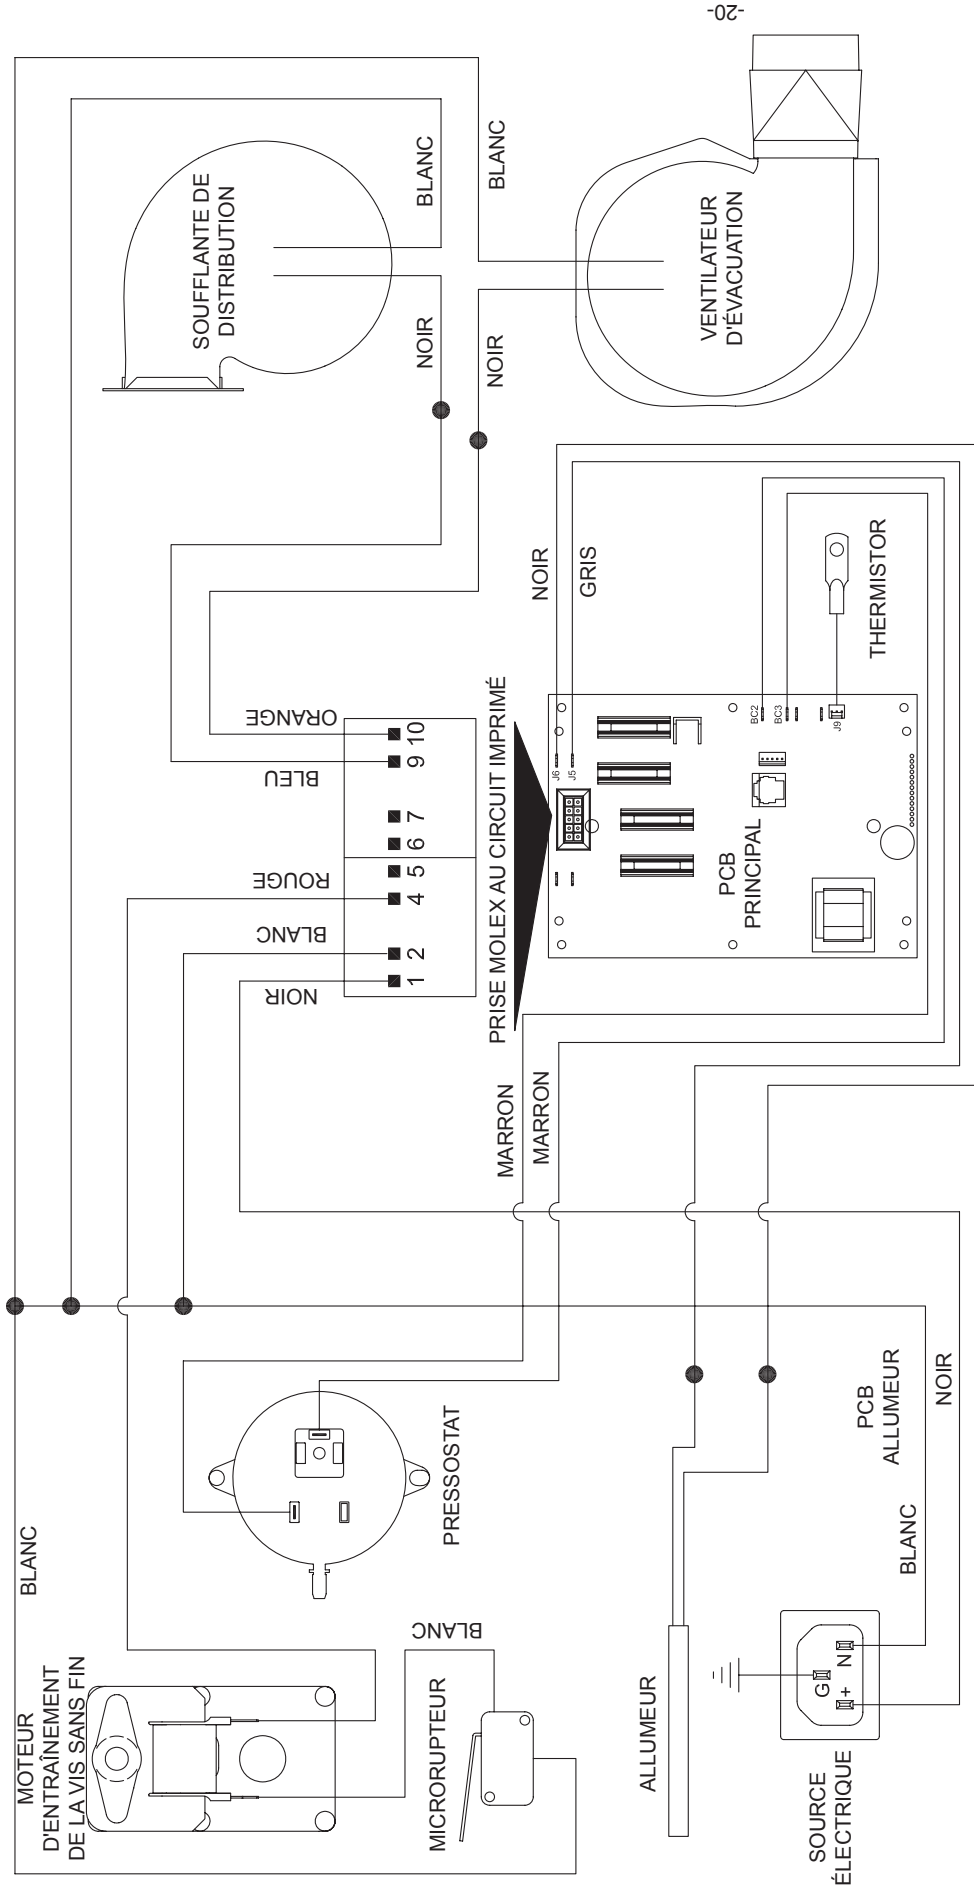 MOTEUR
D'ENTRAÎNEMENT
DE LA VIS SANS FIN
BLANC
SOUFFLANTE DE
DISTRIBUTION
BLANC
BLANC
NOIR
NOIR
-20-
VENTILATEUR
D'ÉVACUATION
PRESSOSTAT
MICRORUPTEUR
BLANC
NOIR
BLANC
ROUGE
BLEU
ORANGE
1 2 4 5 6 7 9 10
PRISE MOLEX AU CIRCUIT IMPRIMÉ
MARRON
MARRON
NOIR
GRIS
J6
J5
PCB
PRINCIPAL
BC2
BC3
J9
THERMISTOR
ALLUMEUR
PCB
ALLUMEUR
BLANC
NOIR
G
N
+
SOURCE
ÉLECTRIQUE